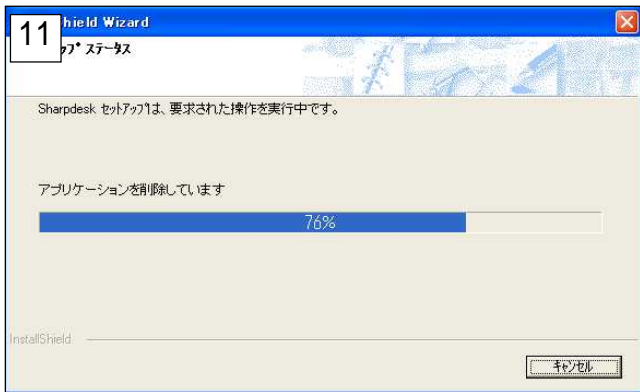 11
hield Wizard
ップ ステータス
Sharpdesk セットアップは、要求された操作を実行中です。
アプリケーションを削除しています
76%
InstallShield
キャンセル